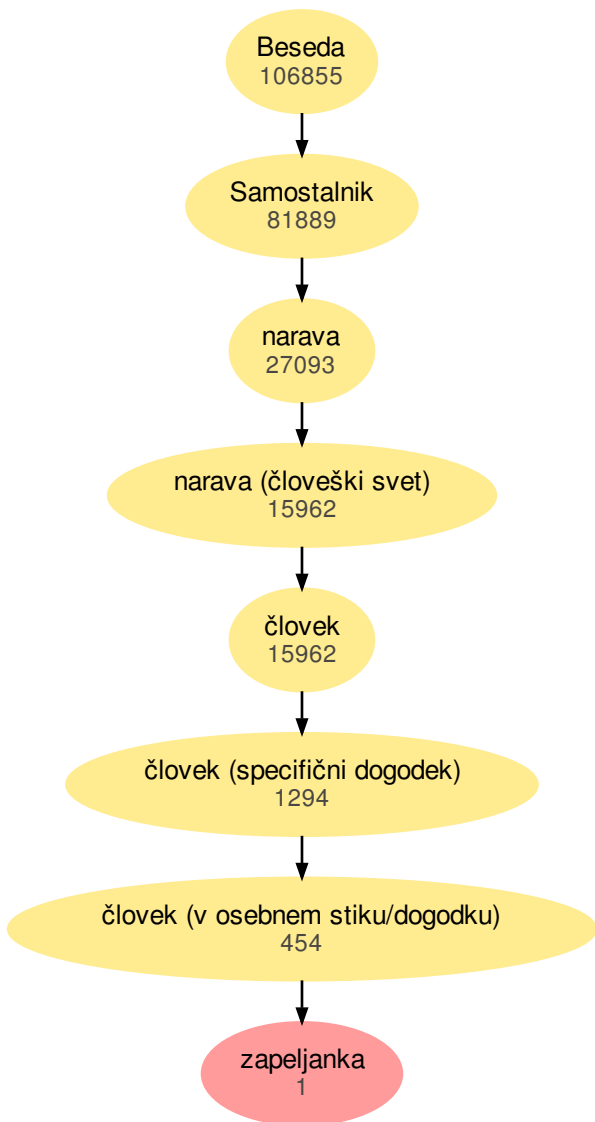 Beseda
106855
Samostalnik
81889
narava
27093
narava (človeški svet)
15962
človek
15962
človek (specifični dogodek)
1294
človek (v osebnem stiku/dogodku)
454
zapeljanka
1